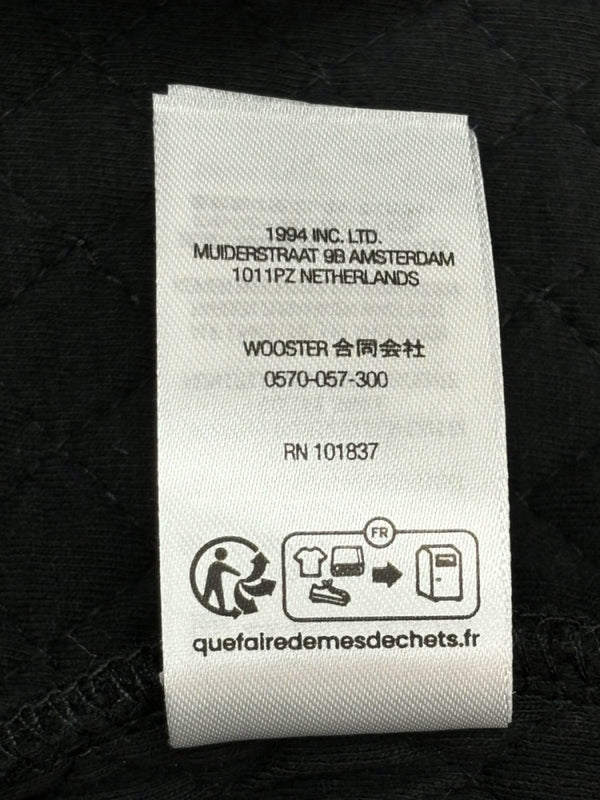 1994 INC. LTD.
MUIDERSTRAAT 9B AMSTERDAM
1011PZ NETHERLANDS
WOOSTER 合同会社
0570-057-300
RN 101837
FR
quefairedemesdechets.fr